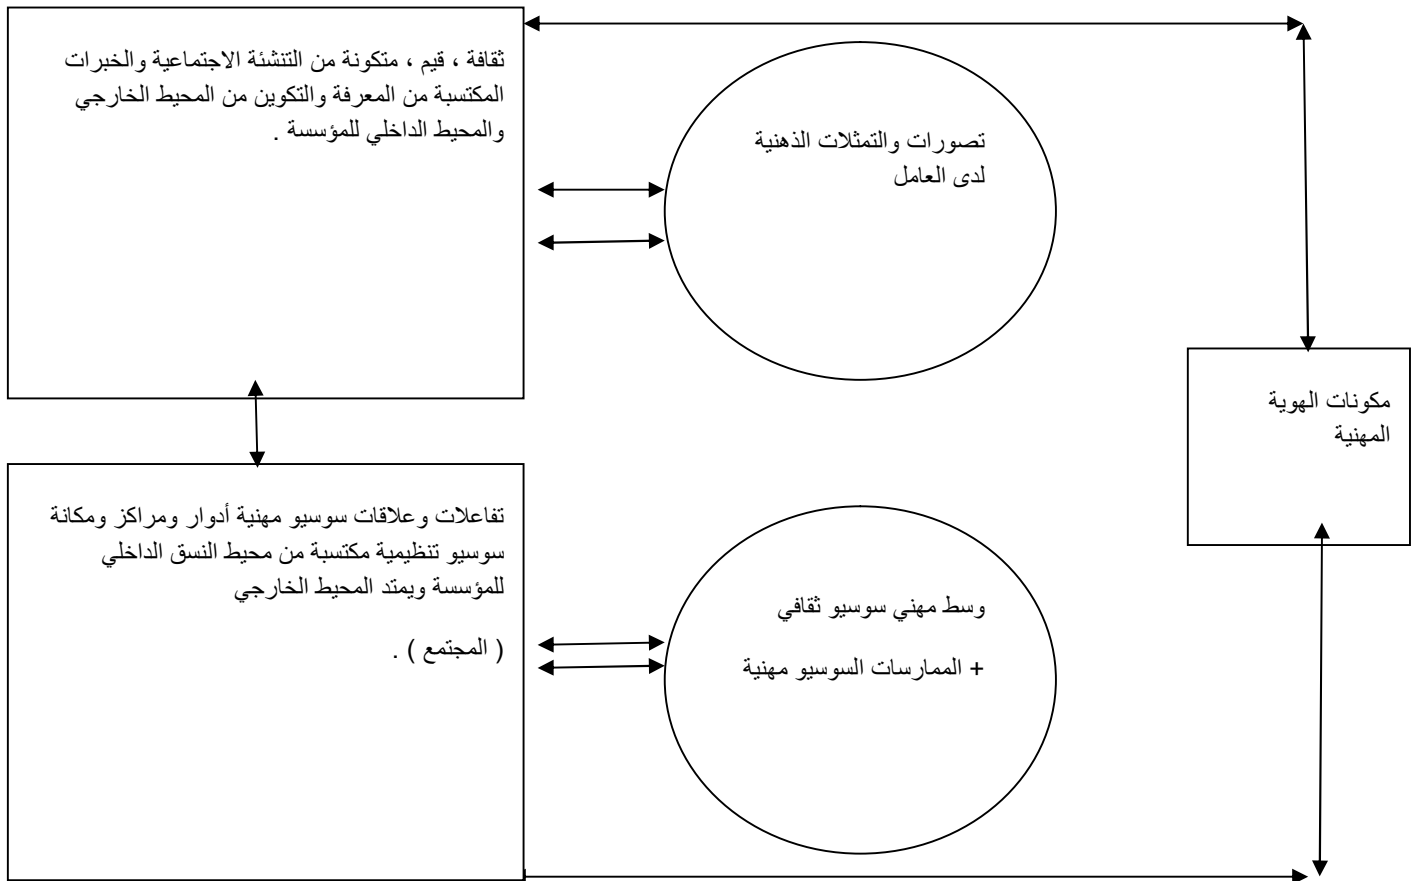 ثقافة ، قيم ، متكونة من التنشئة الاجتماعية والخبرات
المكتسبة من المعرفة والتكوين من المحيط الخارجي
والمحيط الداخلي للمؤسسة .
تصورات والتمثلات الذهنية
لدى العامل
مكونات الهوية
المهنية
تفاعلات وعلاقات سوسيو مهنية أدوار ومراكز ومكانة
سوسيو تنظيمية مكتسبة من محيط النسق الداخلي
للمؤسسة ويمتد المحيط الخارجي
( المجتمع ) .
وسط مهني سوسيو ثقافي
+ الممارسات السوسيو مهنية